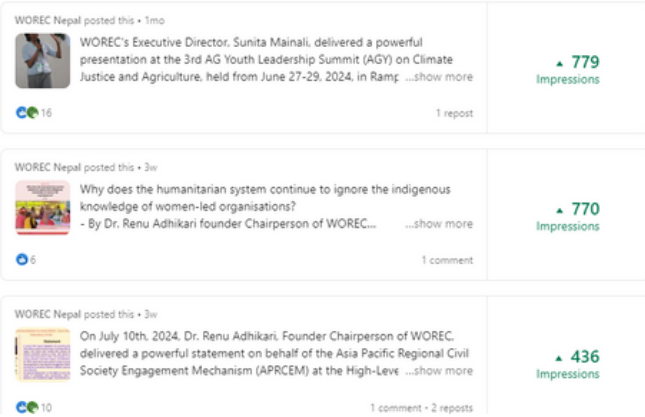 WOREC Nepal posted this • 1mo
WOREC's Executive Director, Sunita Mainali, delivered a powerful
presentation at the 3rd AG Youth Leadership Summit (AGY) on Climate
Justice and Agriculture, held from June 27-29, 2024, in Ramp ...show more
16
1 repost
779
Impressions
WOREC Nepal posted this • 3w
Why does the humanitarian system continue to ignore the indigenous
knowledge of women-led organisations?
- By Dr. Renu Adhikari founder Chairperson of WOREC... ...show more
6
1 comment
770
Impressions
WOREC Nepal posted this • 3w
On July 10th, 2024, Dr. Renu Adhikari, Founder Chairperson of WOREC,
delivered a powerful statement on behalf of the Asia Pacific Regional Civil
Society Engagement Mechanism (APRCEM) at the High-Leve ...show more
10
1 comment • 2 reposts
436
Impressions